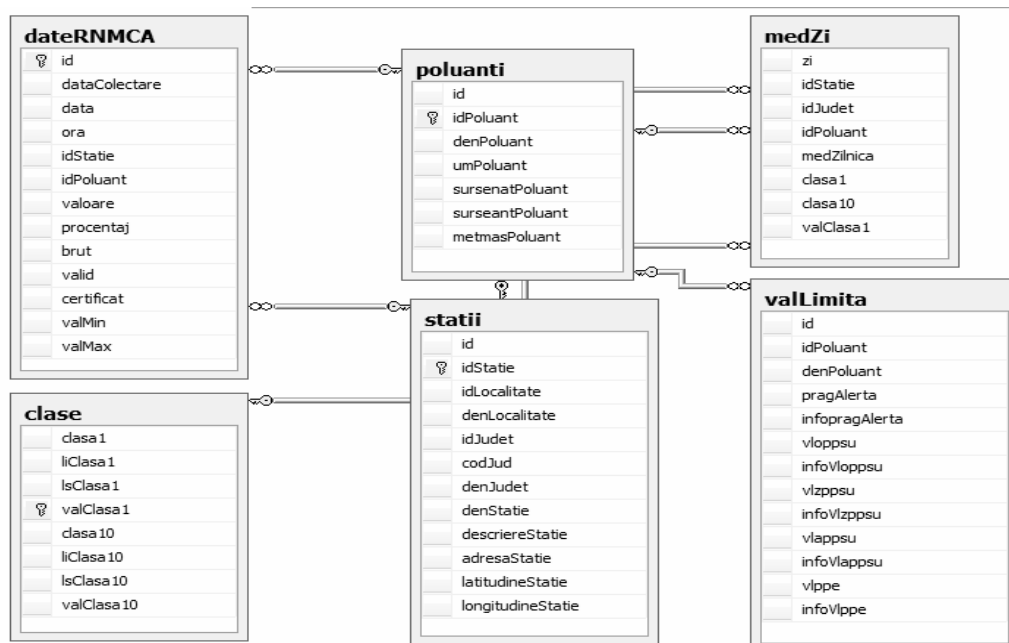 dateRNMCA
id
dataColectare
data
ora
idStatie
idPoluant
valoare
procentaj
brut
valid
certificat
valMin
valMax
clase
clasa1
liClasa1
lsClasa1
valClasa1
clasa10
liClasa10
lsClasa10
valClasa10
poluanti
id
idPoluant
denPoluant
umPoluant
sursenatPoluant
surseantPoluant
metmasPoluant
statii
id
idStatie
idLocalitate
denLocalitate
idJudet
codJud
denJudet
denStatie
descriereStatie
adresaStatie
latitudineStatie
longitudineStatie
medZi
zi
idStatie
idJudet
idPoluant
medZilnica
clasa1
clasa10
valClasa1
valLimita
id
idPoluant
denPoluant
pragAlerta
infopragAlerta
vloppsu
infoVloppsu
vlzppsu
infoVlzppsu
vlappsu
infoVlappsu
vlppe
infoVlppe